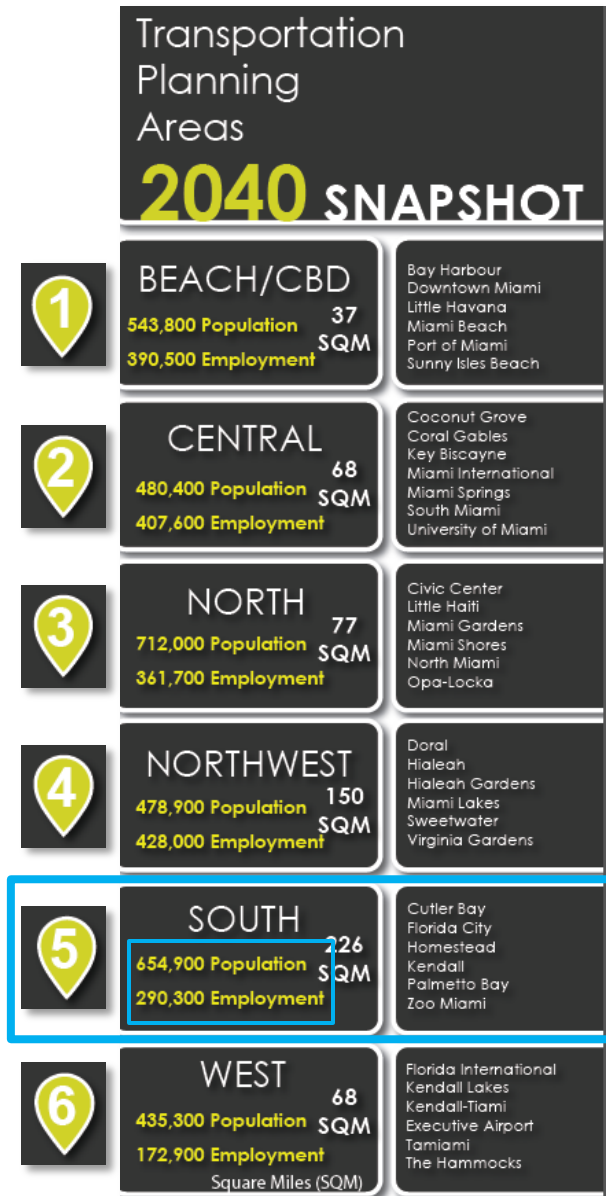 Transportation
Planning
Areas
2040 SNAPSHOT
1
BEACH/CBD
543,800 Population
390,500 Employment
37
SQM
Bay Harbour
Downtown Miami
Little Havana
Miami Beach
Port of Miami
Sunny Isles Beach
2
CENTRAL
480,400 Population
407,600 Employment
68
SQM
Coconut Grove
Coral Gables
Key Biscayne
Miami International
Miami Springs
South Miami
University of Miami
3
NORTH
712,000 Population
361,700 Employment
77
SQM
Civic Center
Little Haiti
Miami Gardens
Miami Shores
North Miami
Opa-Locka
4
NORTHWEST
478,900 Population
428,000 Employment
150
SQM
Doral
Hialeah
Hialeah Gardens
Miami Lakes
Sweetwater
Virginia Gardens
5
SOUTH
654,900 Population
290,300 Employment
226
SQM
Cutler Bay
Florida City
Homestead
Kendall
Palmetto Bay
Zoo Miami
6
WEST
435,300 Population
172,900 Employment
68
SQM
Square Miles (SQM)
Florida International
Kendall Lakes
Kendall-Tiami
Executive Airport
Tamiami
The Hammocks